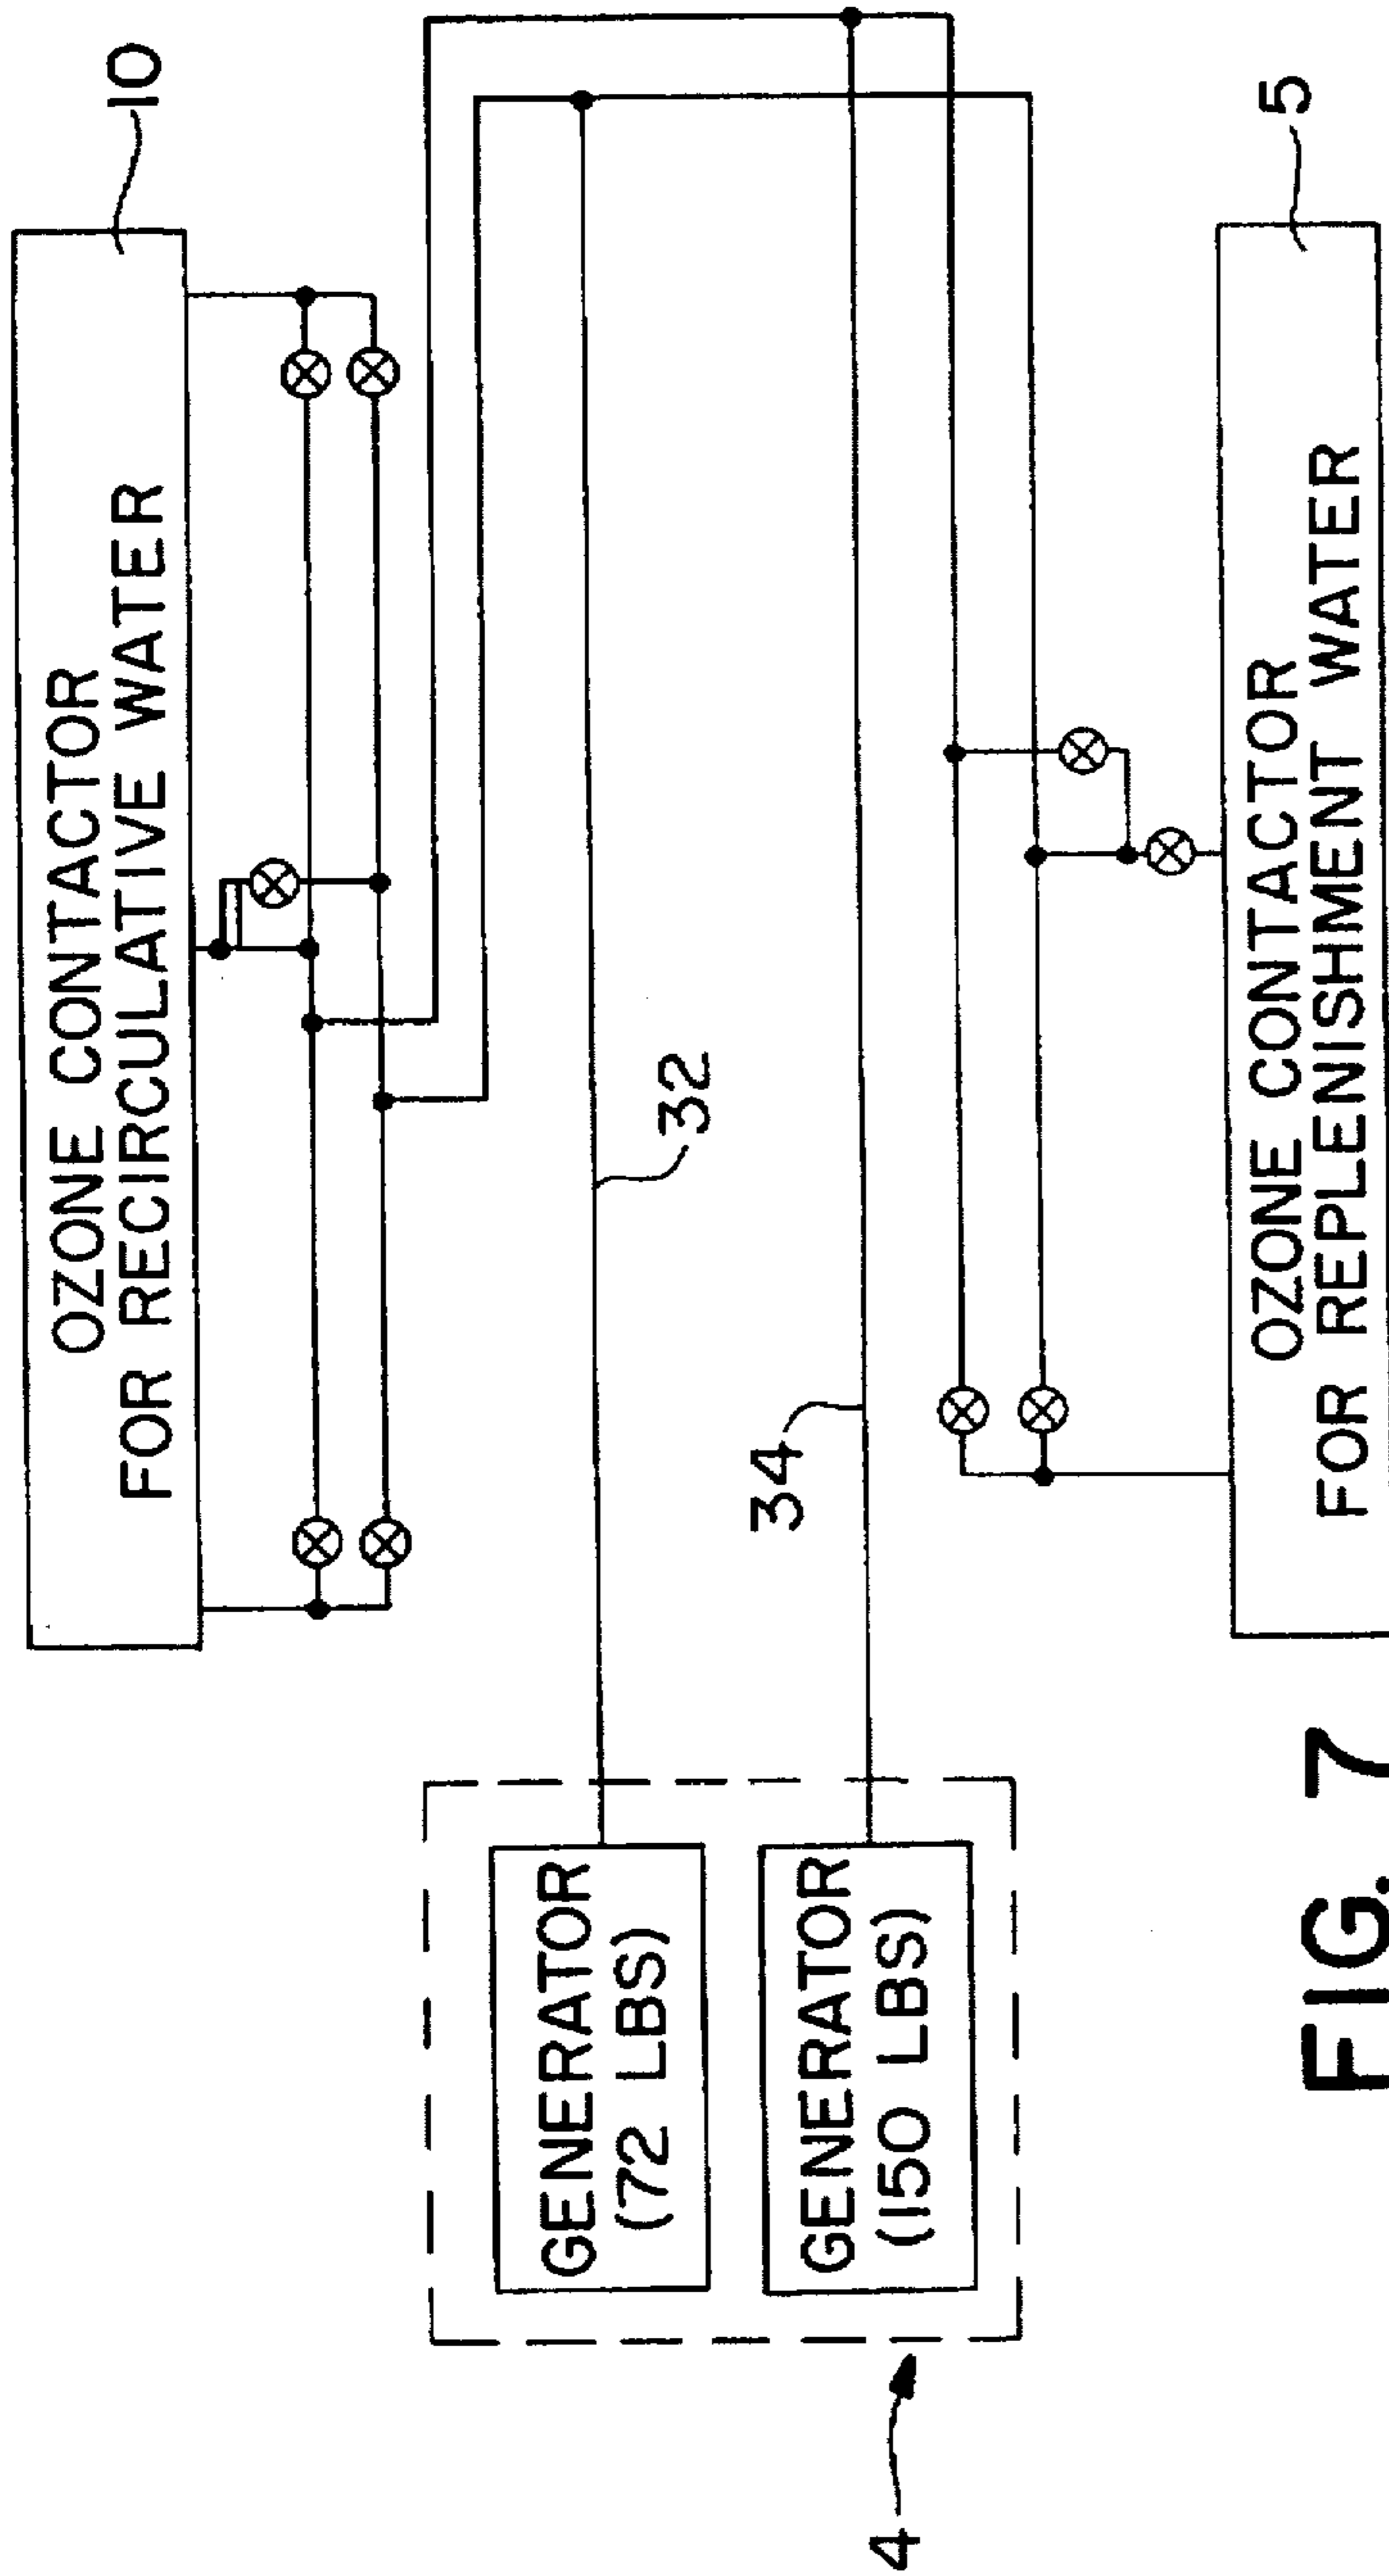 10
OZONE CONTACTOR
FOR RECIRCULATIVE WATER
32
34
GENERATOR
(72 LBS)
GENERATOR
(150 LBS)
4
5
OZONE CONTACTOR
FOR REPLENISHMENT WATER
FIG. 7